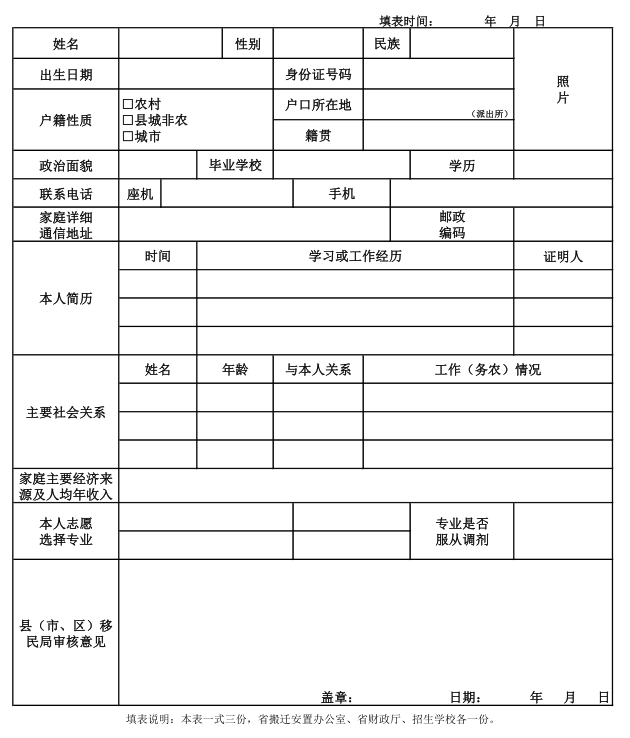 填表时间： 年 月 日
姓名 性别 民族
照
片
出生日期 身份证号码
户籍性质
□农村
□县城非农
□城市
户口所在地
（派出所）
籍贯
政治面貌 毕业学校 学历
联系电话 座机 手机
家庭详细
通信地址
邮政
编码
本人简历
时间 学习或工作经历 证明人
主要社会关系
姓名 年龄 与本人关系 工作（务农）情况
家庭主要经济来
源及人均年收入
本人志愿
选择专业
专业是否
服从调剂
县（市、区）移
民局审核意见
盖章： 日期： 年 月 日
填表说明：本表一式三份，省搬迁安置办公室、省财政厅、招生学校各一份。